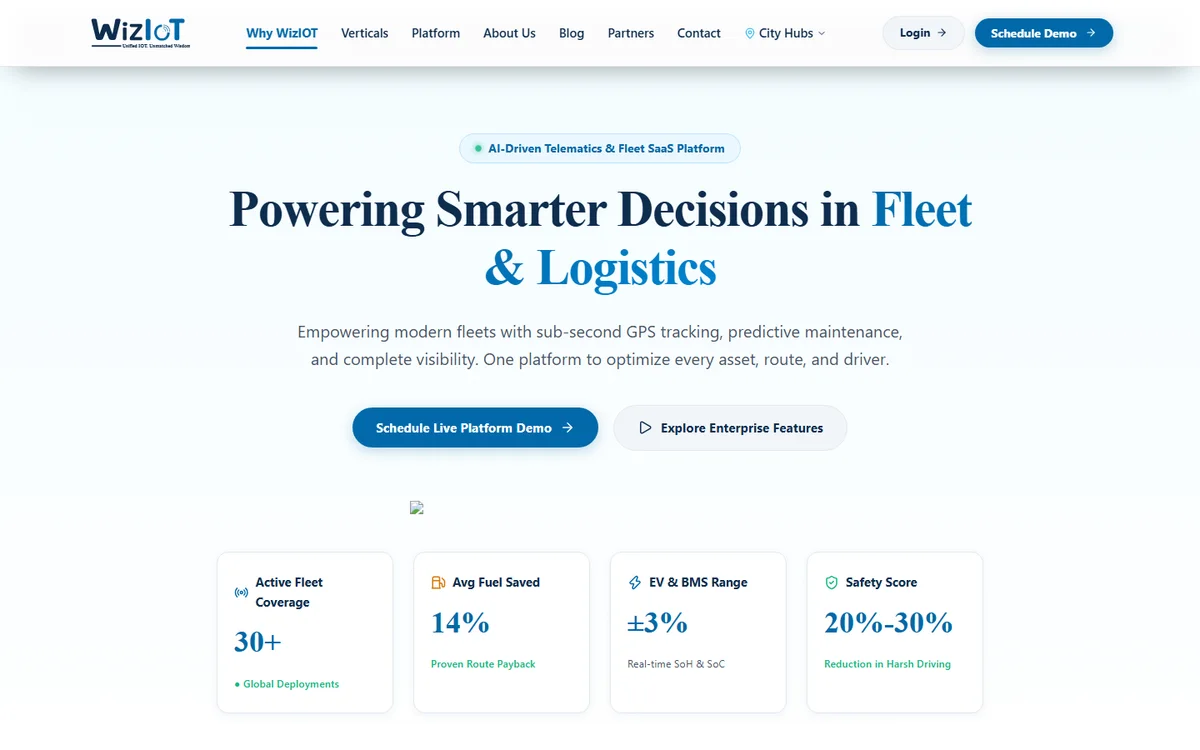 WizIoT
Unified IOT. Unmatched Wisdom
Why WizIOT
Verticals
Platform
About Us
Blog
Partners
Contact
City Hubs
Login
Schedule Demo
AI-Driven Telematics & Fleet SaaS Platform
Powering Smarter Decisions in Fleet
& Logistics
Empowering modern fleets with sub-second GPS tracking, predictive maintenance,
and complete visibility. One platform to optimize every asset, route, and driver.
Schedule Live Platform Demo
Explore Enterprise Features
Active Fleet
Coverage
30+
● Global Deployments
Avg Fuel Saved
14%
Proven Route Payback
EV & BMS Range
±3%
Real-time SoH & SoC
Safety Score
20%-30%
Reduction in Harsh Driving